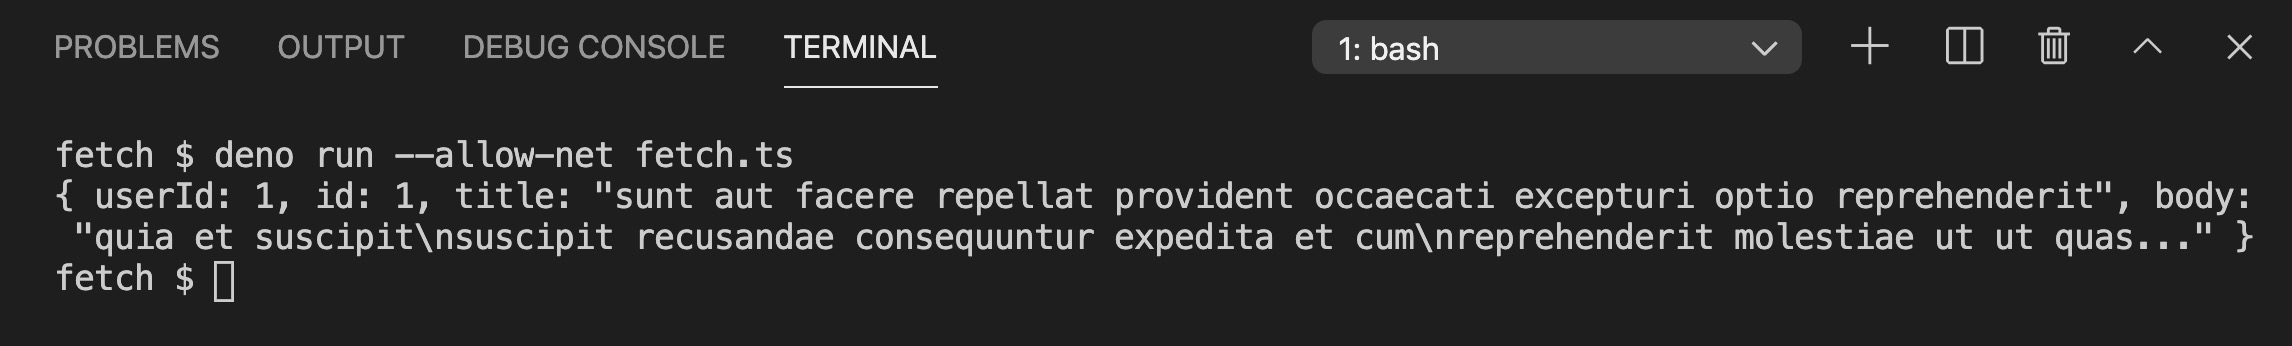 PROBLEMS OUTPUT DEBUG CONSOLE TERMINAL 1: bash
fetch $ deno run --allow-net fetch.ts
{ userId: 1, id: 1, title: "sunt aut facere repellat provident occaecati excepturi optio reprehenderit", body:
"quia et suscipit\nsuscipit recusandae consequuntur expedita et cum\nreprehenderit molestiae ut ut quas..." }
fetch $